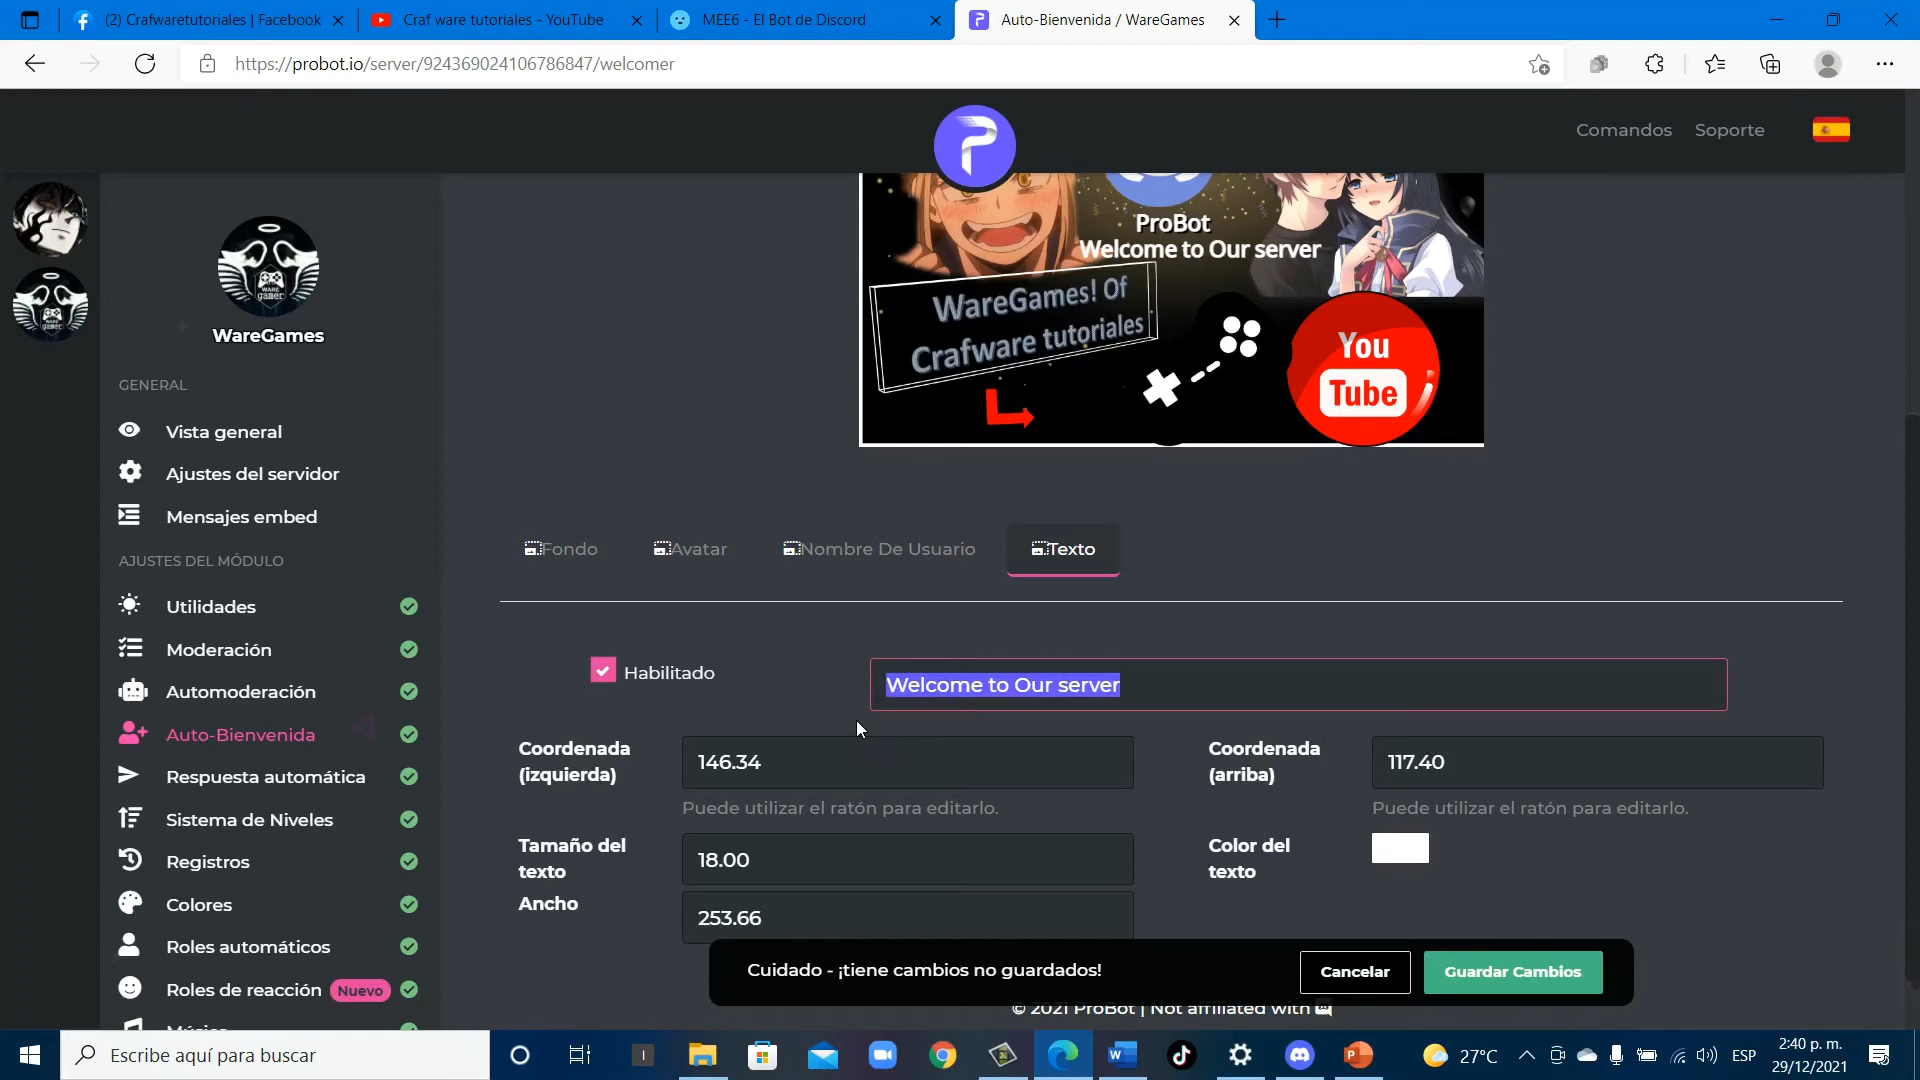 (2) Crafwaretutoriales | Facebook
Craf ware tutoriales - YouTube
MEE6 - El Bot de Discord
Auto-Bienvenida / WareGames
https://probot.io/server/924369024106786847/welcomer
Comandos
Soporte
ProBot
Welcome to Our server
WareGames! Of
Crafware tutoriales
You
Tube
WareGames
GENERAL
Vista general
Ajustes del servidor
Mensajes embed
AJUSTES DEL MÓDULO
Utilidades
Moderación
Automoderación
Auto-Bienvenida
Respuesta automática
Sistema de Niveles
Registros
Colores
Roles automáticos
Roles de reacción Nuevo
Música
Fondo
Avatar
Nombre De Usuario
Texto
Habilitado
Welcome to Our server
Coordenada
(izquierda)
146.34
Puede utilizar el ratón para editarlo.
Coordenada
(arriba)
117.40
Puede utilizar el ratón para editarlo.
Tamaño del
texto
18.00
Color del
texto
Ancho
253.66
Cuidado - ¡tiene cambios no guardados!
Cancelar
Guardar Cambios
© 2021 ProBot | Not affiliated with
Escribe aquí para buscar
27°C
ESP
2:40 p. m.
29/12/2021